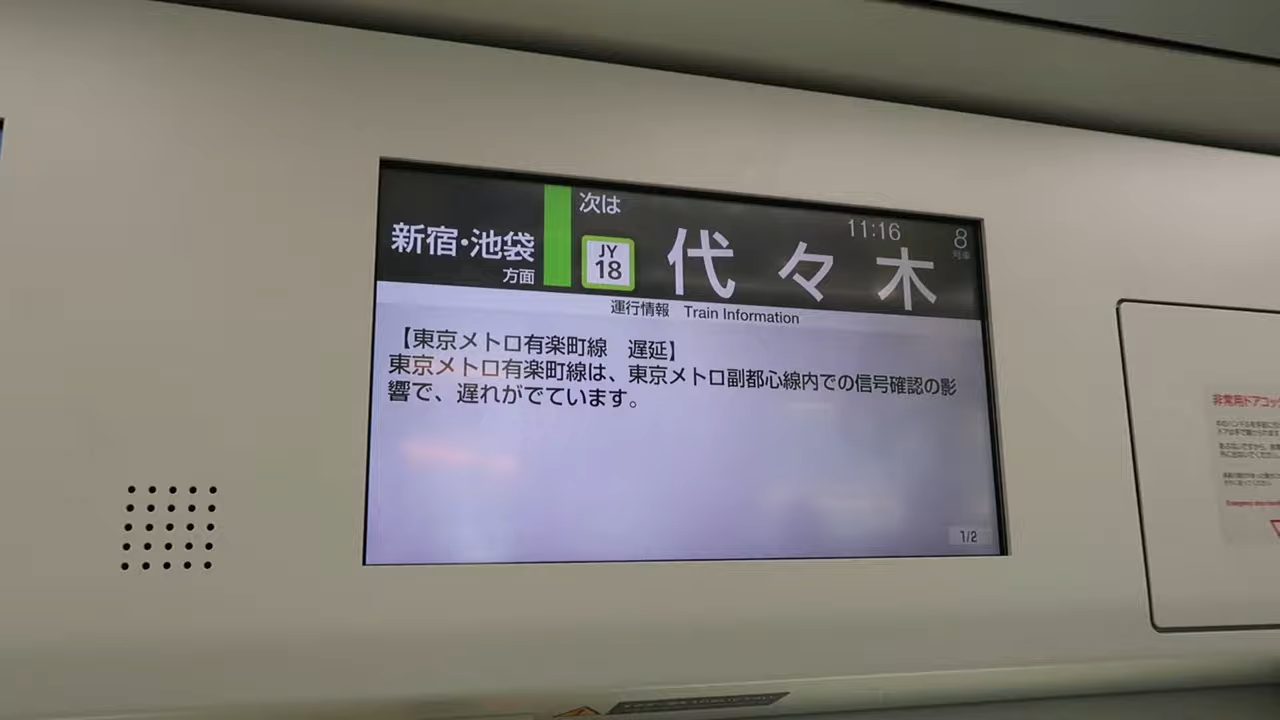 次は
11:16
8
号車
新宿・池袋
方面
JY
18
代々木
運行情報 Train Information
【東京メトロ有楽町線 遅延】
東京メトロ有楽町線は、東京メトロ副都心線内での信号確認の影
響で、遅れがでています。
1/2
非常用ドアコッ